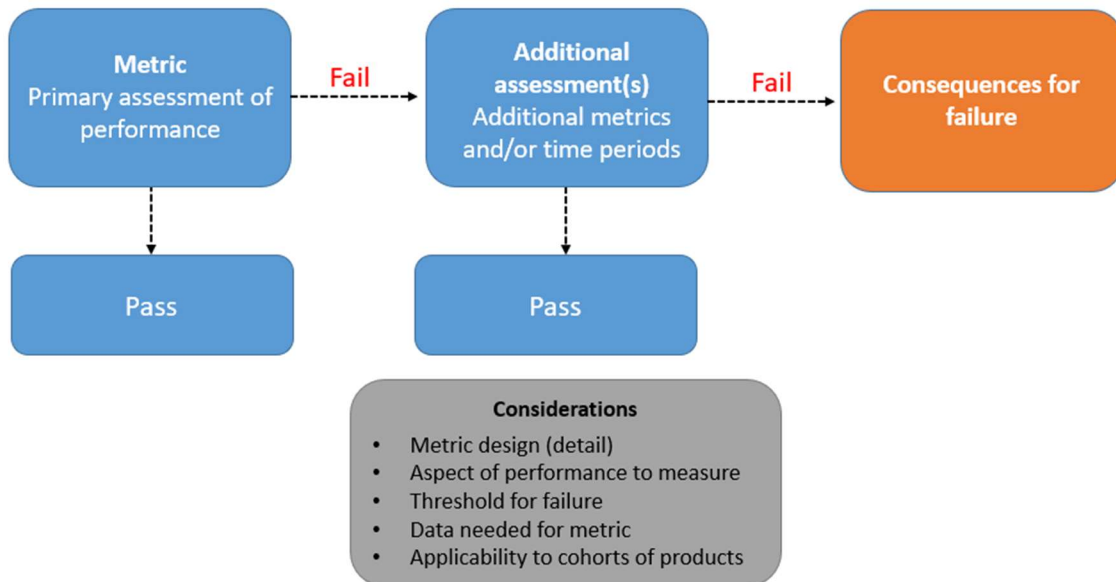 Metric
Primary assessment of
performance
Fail
Additional
assessment(s)
Additional metrics
and/or time periods
Fail
Consequences for
failure
Pass
Pass
Considerations
• Metric design (detail)
• Aspect of performance to measure
• Threshold for failure
• Data needed for metric
• Applicability to cohorts of products